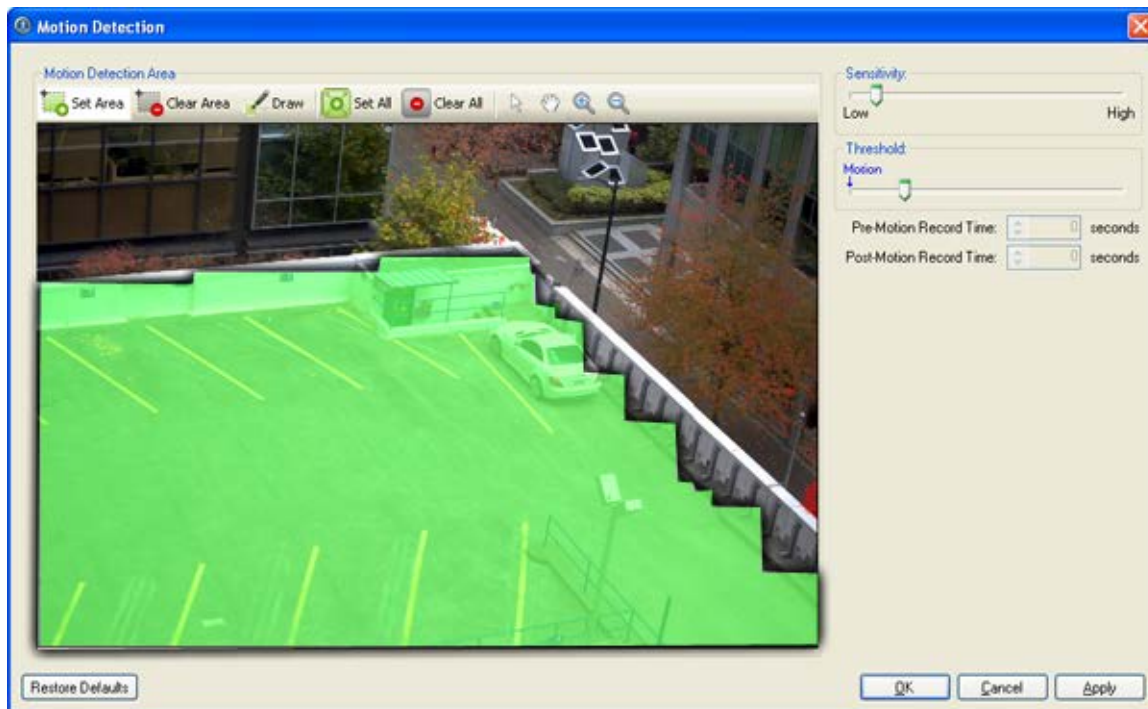 Motion Detection
Motion Detection Area
Set Area
Clear Area
Draw
Set All
Clear All
Sensitivity:
Low
High
Threshold:
Motion
Pre-Motion Record Time:
0
seconds
Post-Motion Record Time:
0
seconds
Restore Defaults
OK
Cancel
Apply